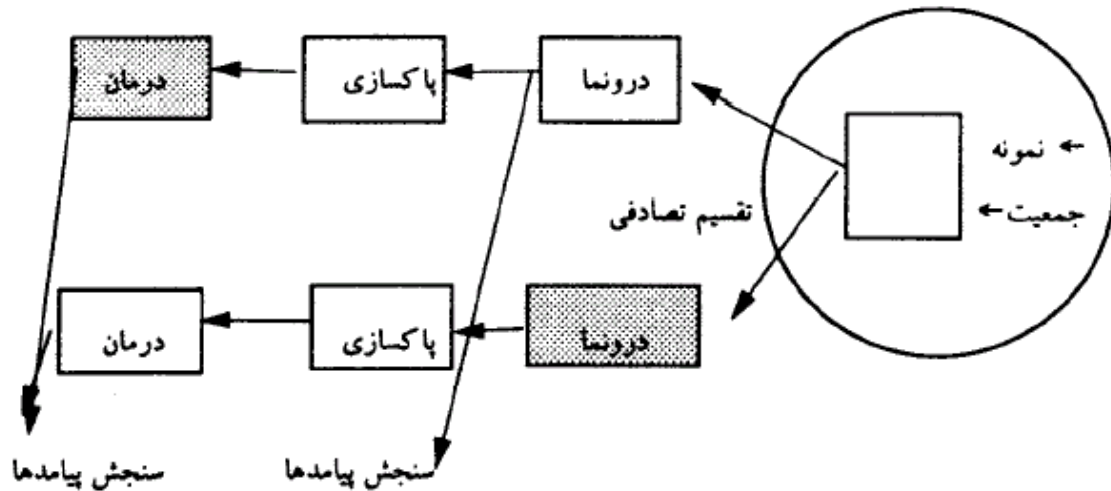 درونما
پاکسازی
درمان
← نمونه
جمعیت ←
تقسیم تصادفی
درونما
پاکسازی
درمان
سنجش پیامدها
سنجش پیامدها